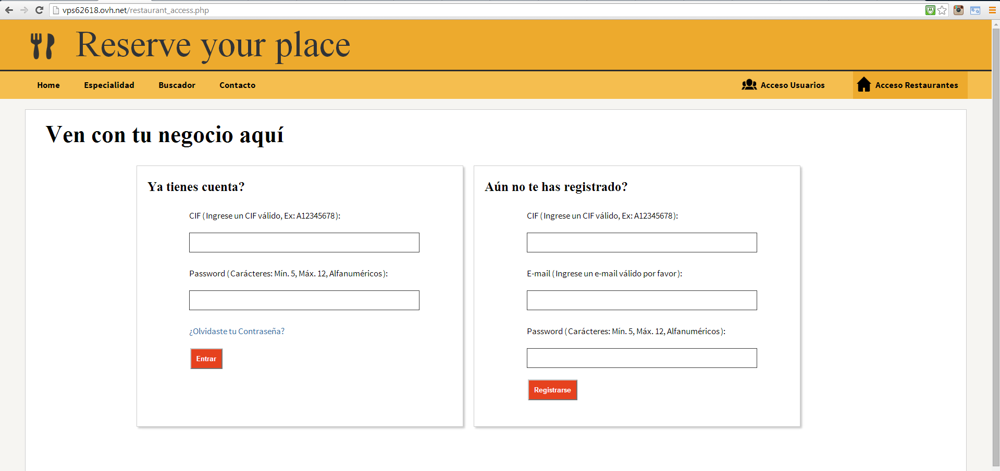 vps62618.ovh.net/restaurant_access.php
Reserve your place
Home Especialidad Buscador Contacto Acceso Usuarios Acceso Restaurantes
Ven con tu negocio aquí
Ya tienes cuenta?
CIF (Ingrese un CIF válido, Ex: A12345678):
Password (Carácteres: Mín. 5, Máx. 12, Alfanuméricos):
¿Olvidaste tu Contraseña?
Entrar
Aún no te has registrado?
CIF (Ingrese un CIF válido, Ex: A12345678):
E-mail (Ingrese un e-mail válido por favor):
Password (Carácteres: Mín. 5, Máx. 12, Alfanuméricos):
Registrarse